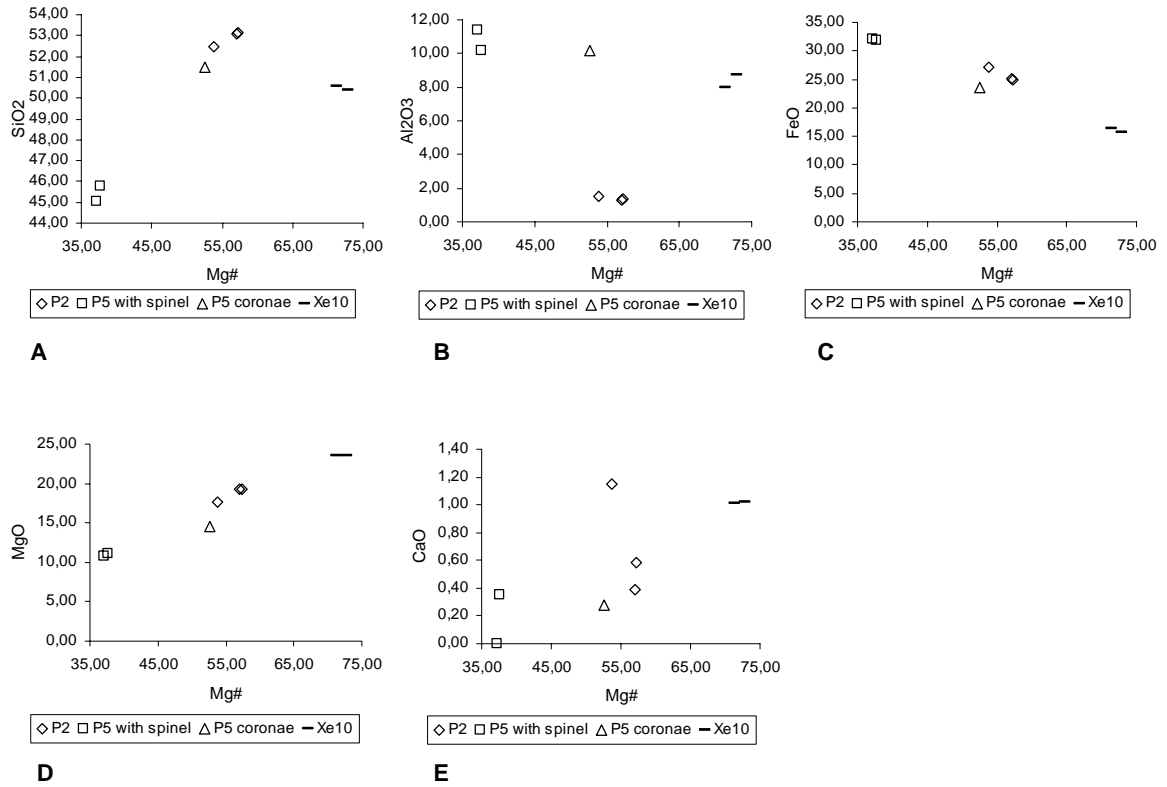 54,00
53,00
52,00
51,00
50,00
49,00
48,00
47,00
46,00
45,00
44,00
SiO2
35,00 45,00 55,00 65,00 75,00
Mg#
P2 P5 with spinel P5 coronae Xe10
A
12,00
10,00
8,00
6,00
4,00
2,00
0,00
Al2O3
35,00 45,00 55,00 65,00 75,00
Mg#
P2 P5 with spinel P5 coronae Xe10
B
35,00
30,00
25,00
20,00
15,00
10,00
5,00
0,00
FeO
35,00 45,00 55,00 65,00 75,00
Mg#
P2 P5 with spinel P5 coronae Xe10
C
25,00
20,00
15,00
10,00
5,00
0,00
MgO
35,00 45,00 55,00 65,00 75,00
Mg#
P2 P5 with spinel P5 coronae Xe10
D
1,40
1,20
1,00
0,80
0,60
0,40
0,20
0,00
CaO
35,00 45,00 55,00 65,00 75,00
Mg#
P2 P5 with spinel P5 coronae Xe10
E